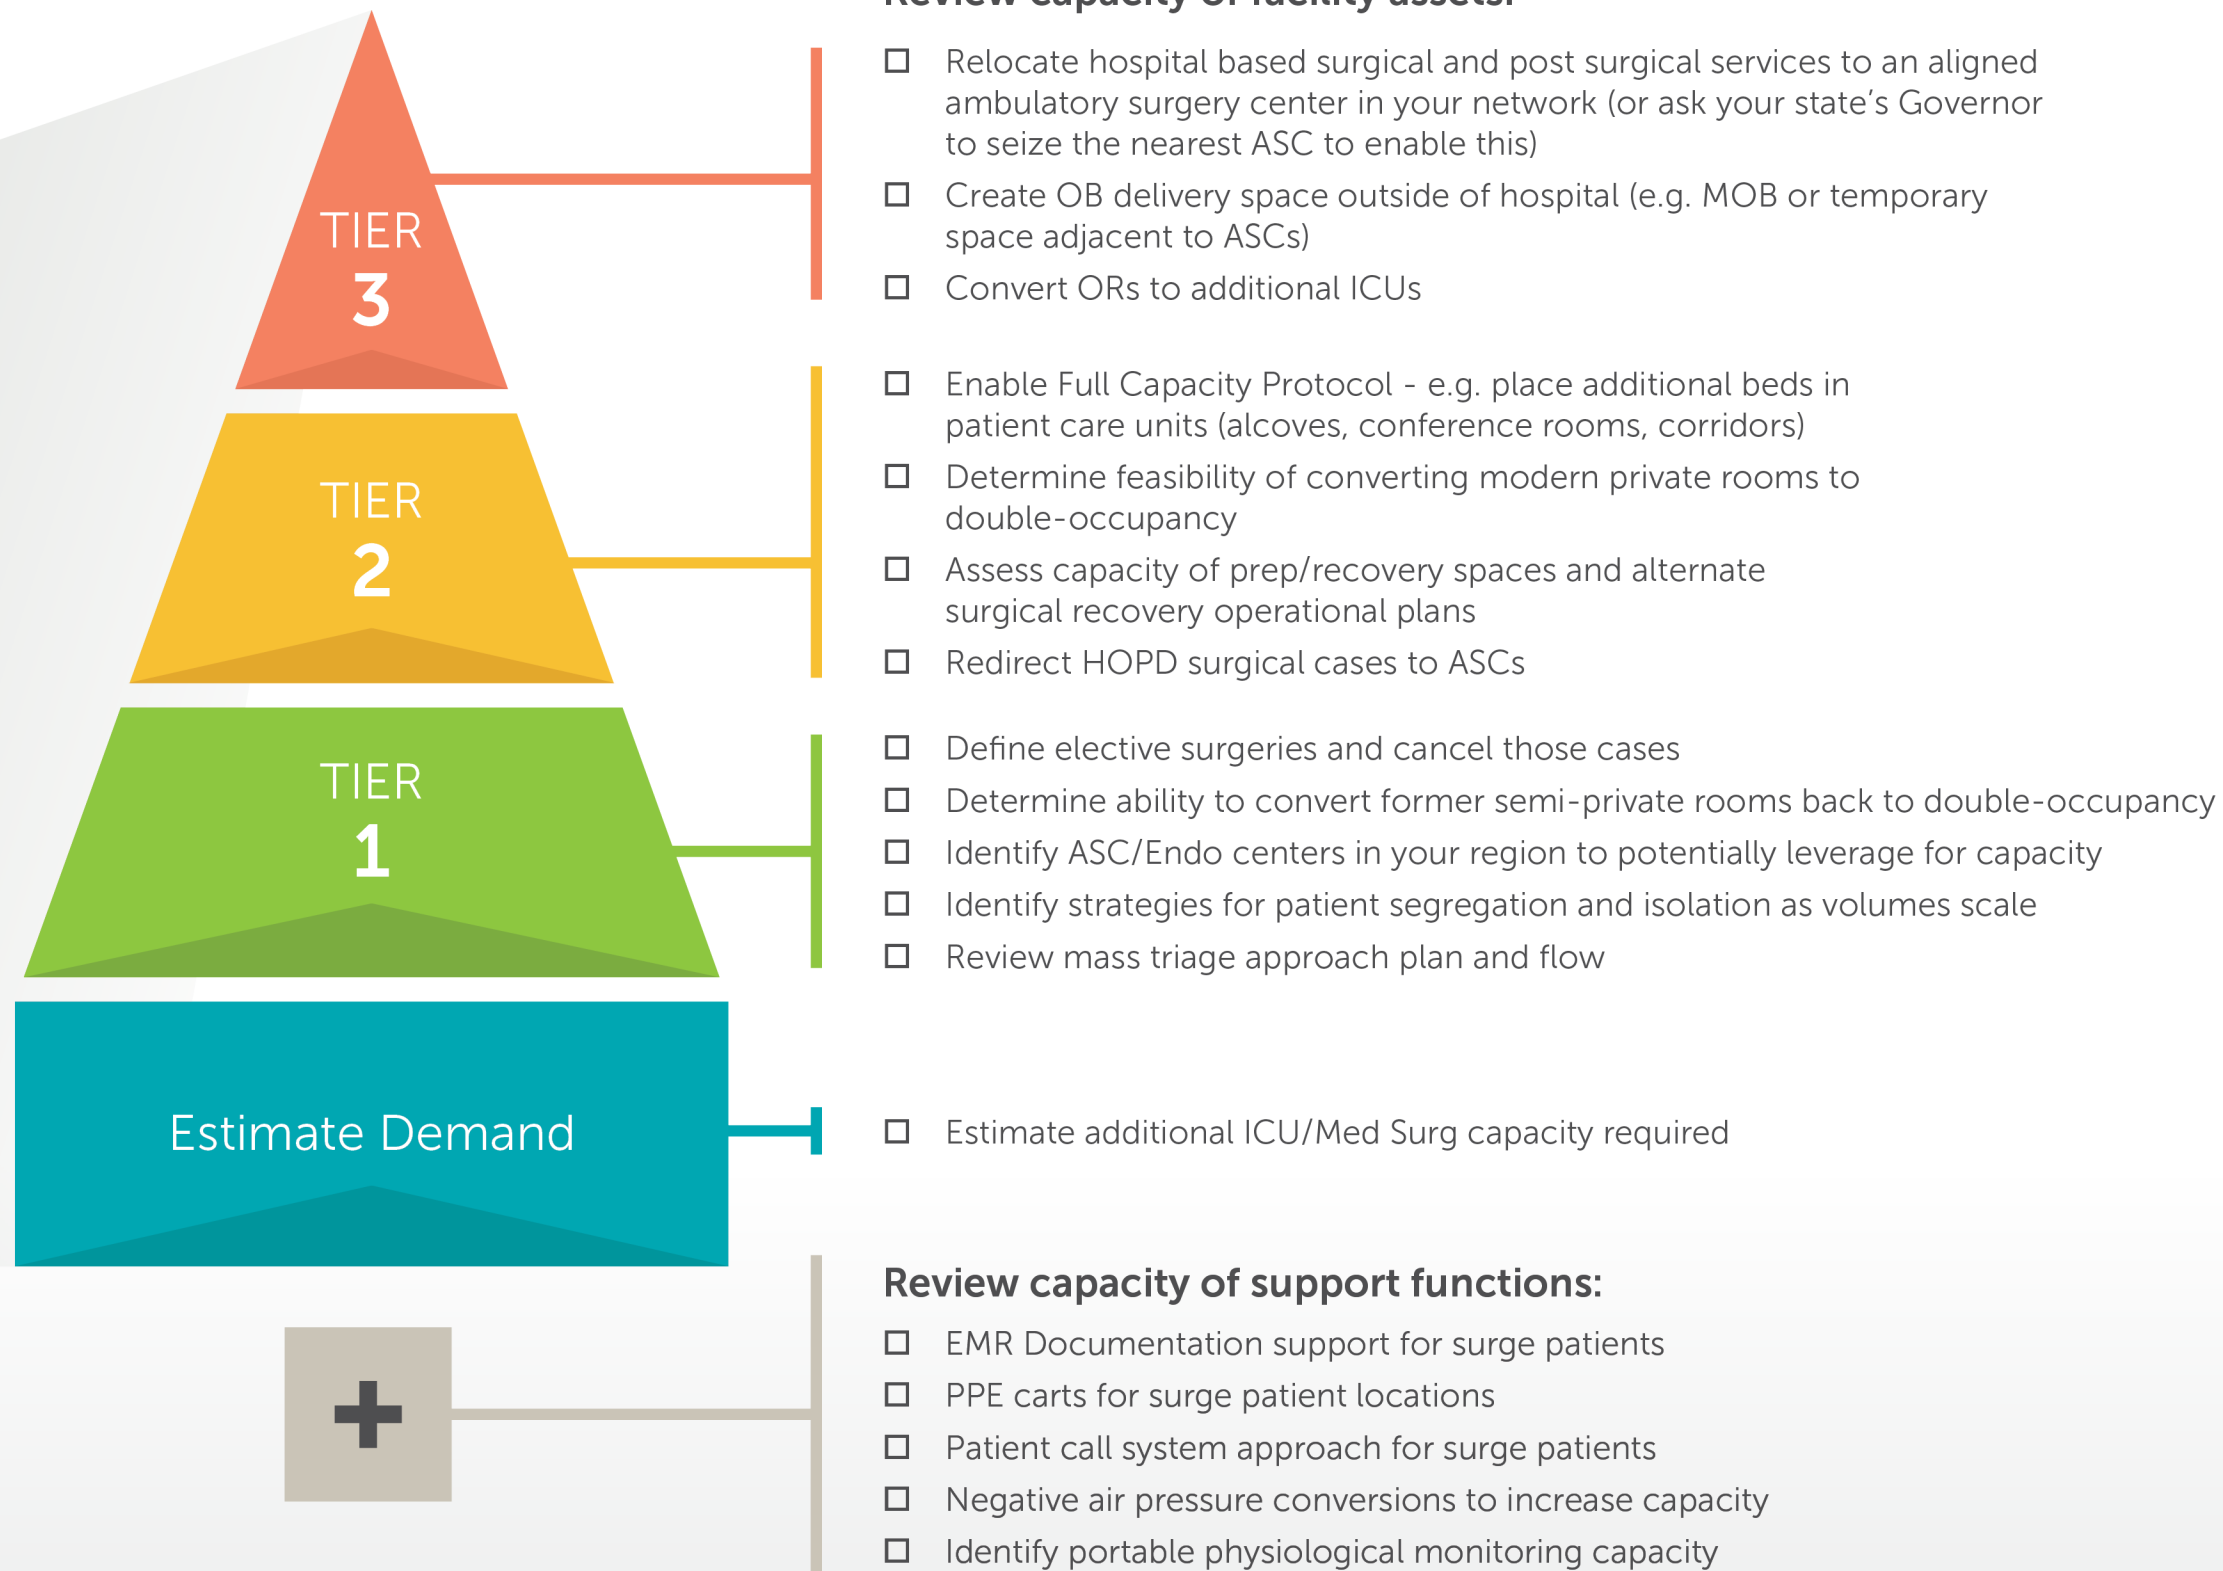 Review capacity of facility assets:
TIER
3
Relocate hospital based surgical and post surgical services to an aligned
ambulatory surgery center in your network (or ask your state’s Governor
to seize the nearest ASC to enable this)
Create OB delivery space outside of hospital (e.g. MOB or temporary
space adjacent to ASCs)
Convert ORs to additional ICUs
TIER
2
Enable Full Capacity Protocol - e.g. place additional beds in
patient care units (alcoves, conference rooms, corridors)
Determine feasibility of converting modern private rooms to
double-occupancy
Assess capacity of prep/recovery spaces and alternate
surgical recovery operational plans
Redirect HOPD surgical cases to ASCs
TIER
1
Define elective surgeries and cancel those cases
Determine ability to convert former semi-private rooms back to double-occupancy
Identify ASC/Endo centers in your region to potentially leverage for capacity
Identify strategies for patient segregation and isolation as volumes scale
Review mass triage approach plan and flow
Estimate Demand
Estimate additional ICU/Med Surg capacity required
+
Review capacity of support functions:
EMR Documentation support for surge patients
PPE carts for surge patient locations
Patient call system approach for surge patients
Negative air pressure conversions to increase capacity
Identify portable physiological monitoring capacity